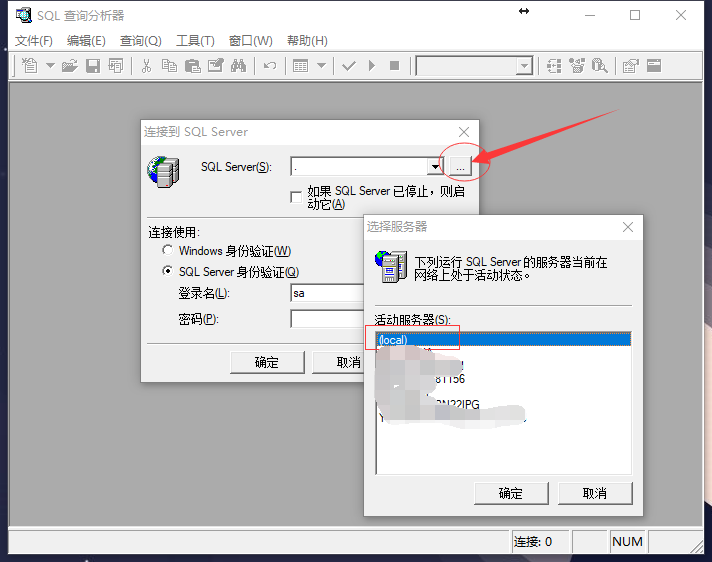 SQL 查询分析器
文件(F) 编辑(E) 查询(Q) 工具(T) 窗口(W) 帮助(H)
连接到 SQL Server
SQL Server(S):
.
...
如果 SQL Server 已停止，则启
动它(A)
连接使用:
Windows 身份验证(W)
SQL Server 身份验证(Q)
登录名(L):
sa
密码(P):
确定
取消
选择服务器
下列运行 SQL Server 的服务器当前在
网络上处于活动状态。
活动服务器(S):
(local)
81156
N22IPG
确定
取消
连接: 0
NUM